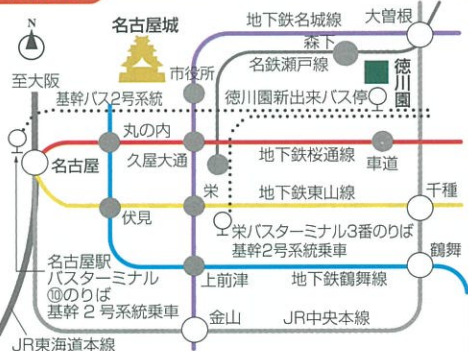 N
名古屋城
地下鉄名城線
大曽根
至大阪
市役所
森下
名鉄瀬戸線
徳川園
基幹バス2号系統
徳川園新出来バス停
丸の内
久屋大通
地下鉄桜通線
車道
名古屋
栄
地下鉄東山線
千種
伏見
栄バスターミナル3番のりば
基幹2号系統乗車
鶴舞
名古屋駅
バスターミナル
⑩のりば
基幹2号系統乗車
上前津
地下鉄鶴舞線
金山
JR中央本線
JR東海道本線